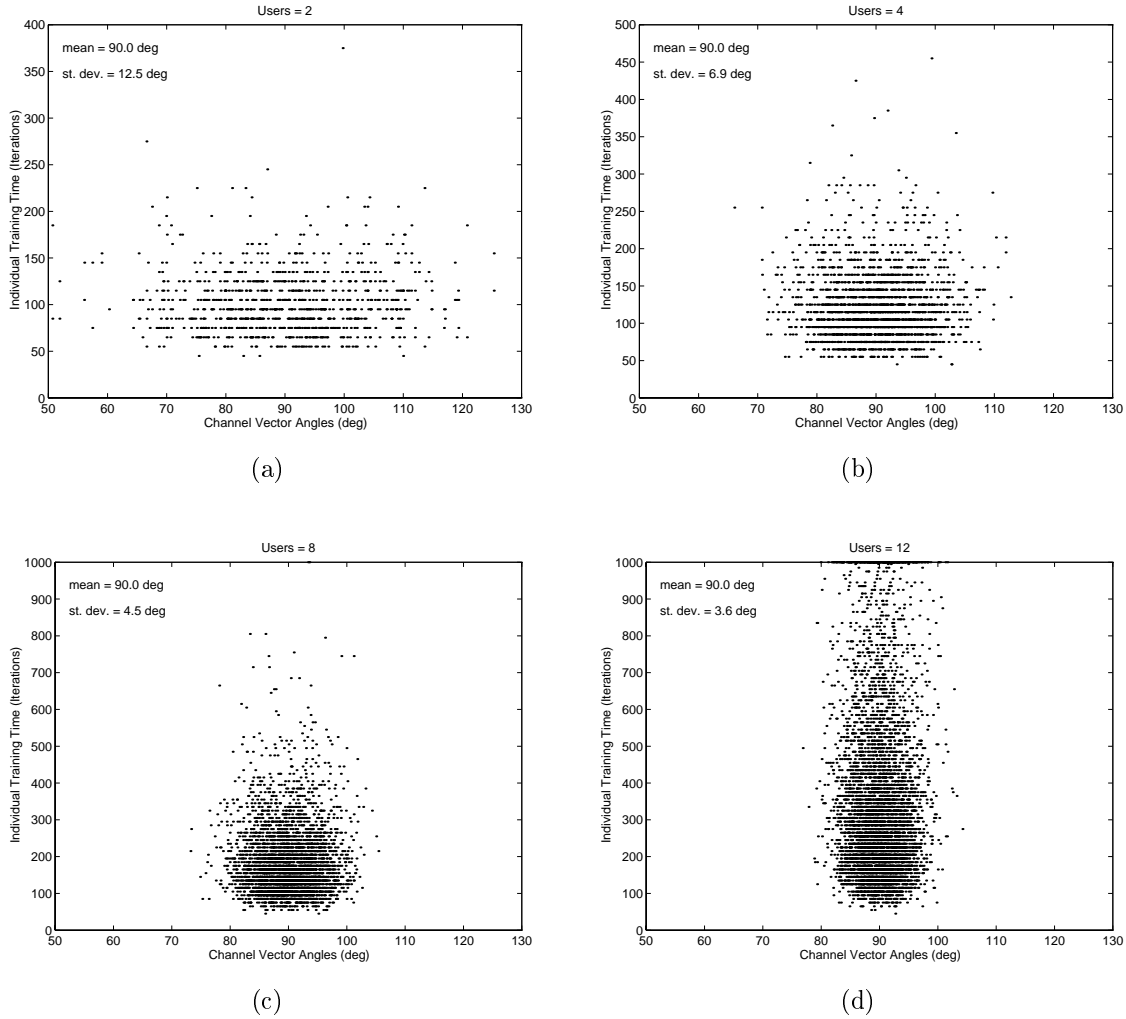 Users = 2
mean = 90.0 deg
st. dev. = 12.5 deg
400
350
300
250
200
150
100
50
0
Individual Training Time (Iterations)
50 60 70 80 90 100 110 120 130
Channel Vector Angles (deg)
(a)
Users = 4
mean = 90.0 deg
st. dev. = 6.9 deg
500
450
400
350
300
250
200
150
100
50
0
Individual Training Time (Iterations)
50 60 70 80 90 100 110 120 130
Channel Vector Angles (deg)
(b)
Users = 8
mean = 90.0 deg
st. dev. = 4.5 deg
1000
900
800
700
600
500
400
300
200
100
0
Individual Training Time (Iterations)
50 60 70 80 90 100 110 120 130
Channel Vector Angles (deg)
(c)
Users = 12
mean = 90.0 deg
st. dev. = 3.6 deg
1000
900
800
700
600
500
400
300
200
100
0
Individual Training Time (Iterations)
50 60 70 80 90 100 110 120 130
Channel Vector Angles (deg)
(d)